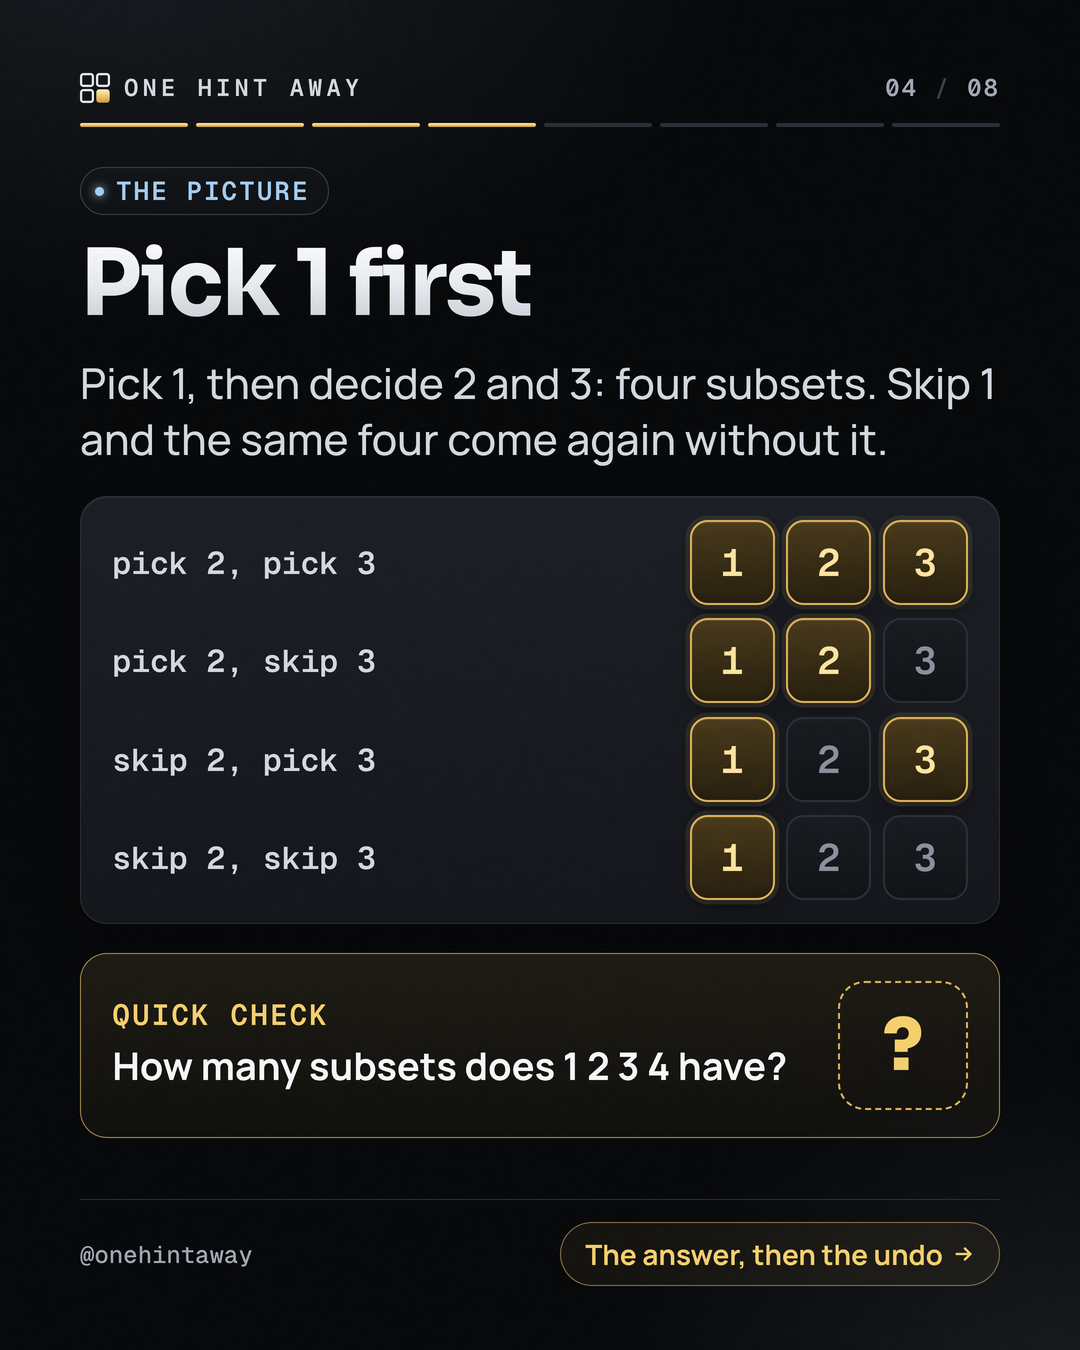 ONE HINT AWAY
04 / 08
THE PICTURE
Pick 1 first
Pick 1, then decide 2 and 3: four subsets. Skip 1
and the same four come again without it.
pick 2, pick 3
1 2 3
pick 2, skip 3
1 2 3
skip 2, pick 3
1 2 3
skip 2, skip 3
1 2 3
QUICK CHECK
How many subsets does 1 2 3 4 have?
?
@onehintaway
The answer, then the undo →